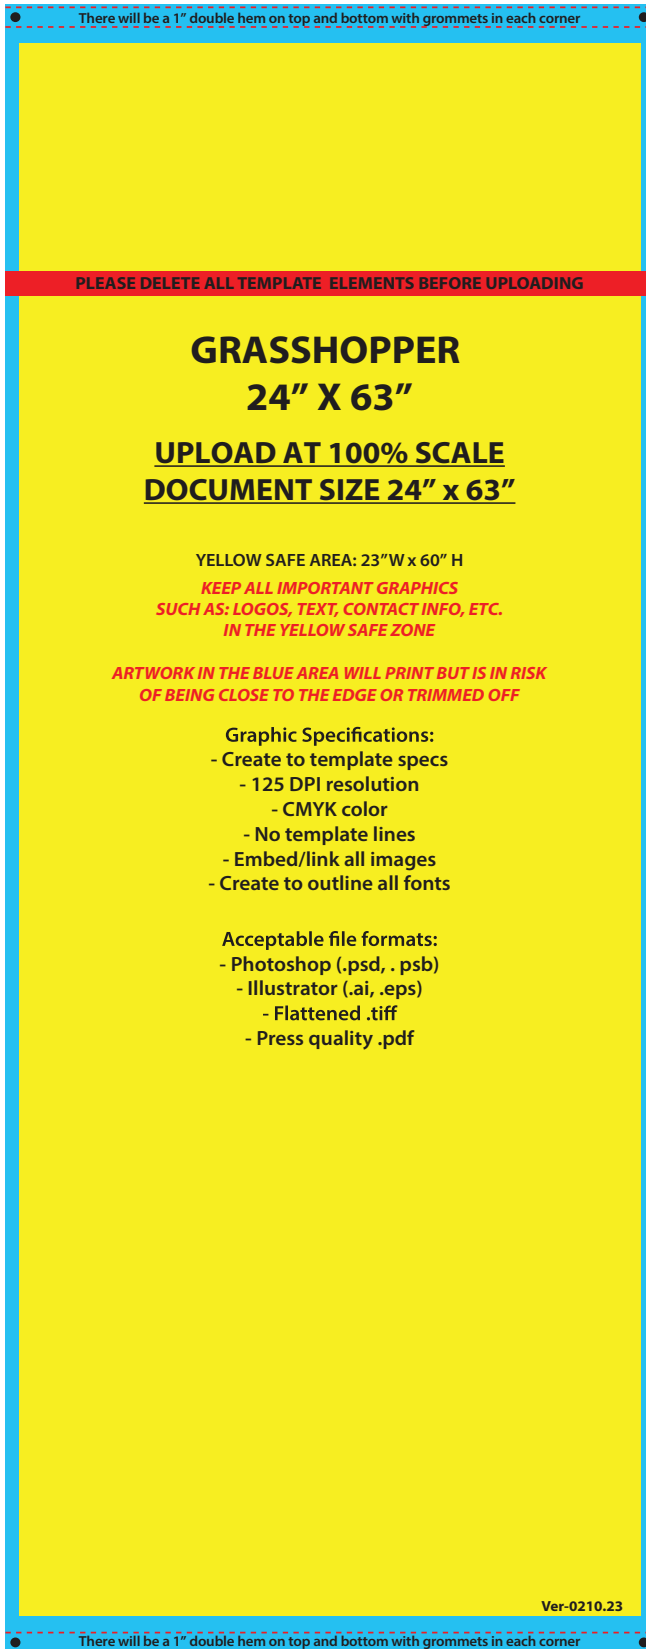 There will be a 1” double hem on top and bottom with grommets in each corner
PLEASE DELETE ALL TEMPLATE ELEMENTS BEFORE UPLOADING
GRASSHOPPER
24” X 63”
UPLOAD AT 100% SCALE
DOCUMENT SIZE 24” x 63”
YELLOW SAFE AREA: 23”W x 60” H
KEEP ALL IMPORTANT GRAPHICS
SUCH AS: LOGOS, TEXT, CONTACT INFO, ETC.
IN THE YELLOW SAFE ZONE
ARTWORK IN THE BLUE AREA WILL PRINT BUT IS IN RISK
OF BEING CLOSE TO THE EDGE OR TRIMMED OFF
Graphic Specifications:
- Create to template specs
- 125 DPI resolution
- CMYK color
- No template lines
- Embed/link all images
- Create to outline all fonts
Acceptable file formats:
- Photoshop (.psd, . psb)
- Illustrator (.ai, .eps)
- Flattened .tiff
- Press quality .pdf
Ver-0210.23
There will be a 1” double hem on top and bottom with grommets in each corner